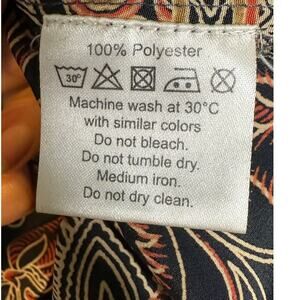 100% Polyester
30°
Machine wash at 30°C
with similar colors
Do not bleach.
Do not tumble dry.
Medium iron.
Do not dry clean.